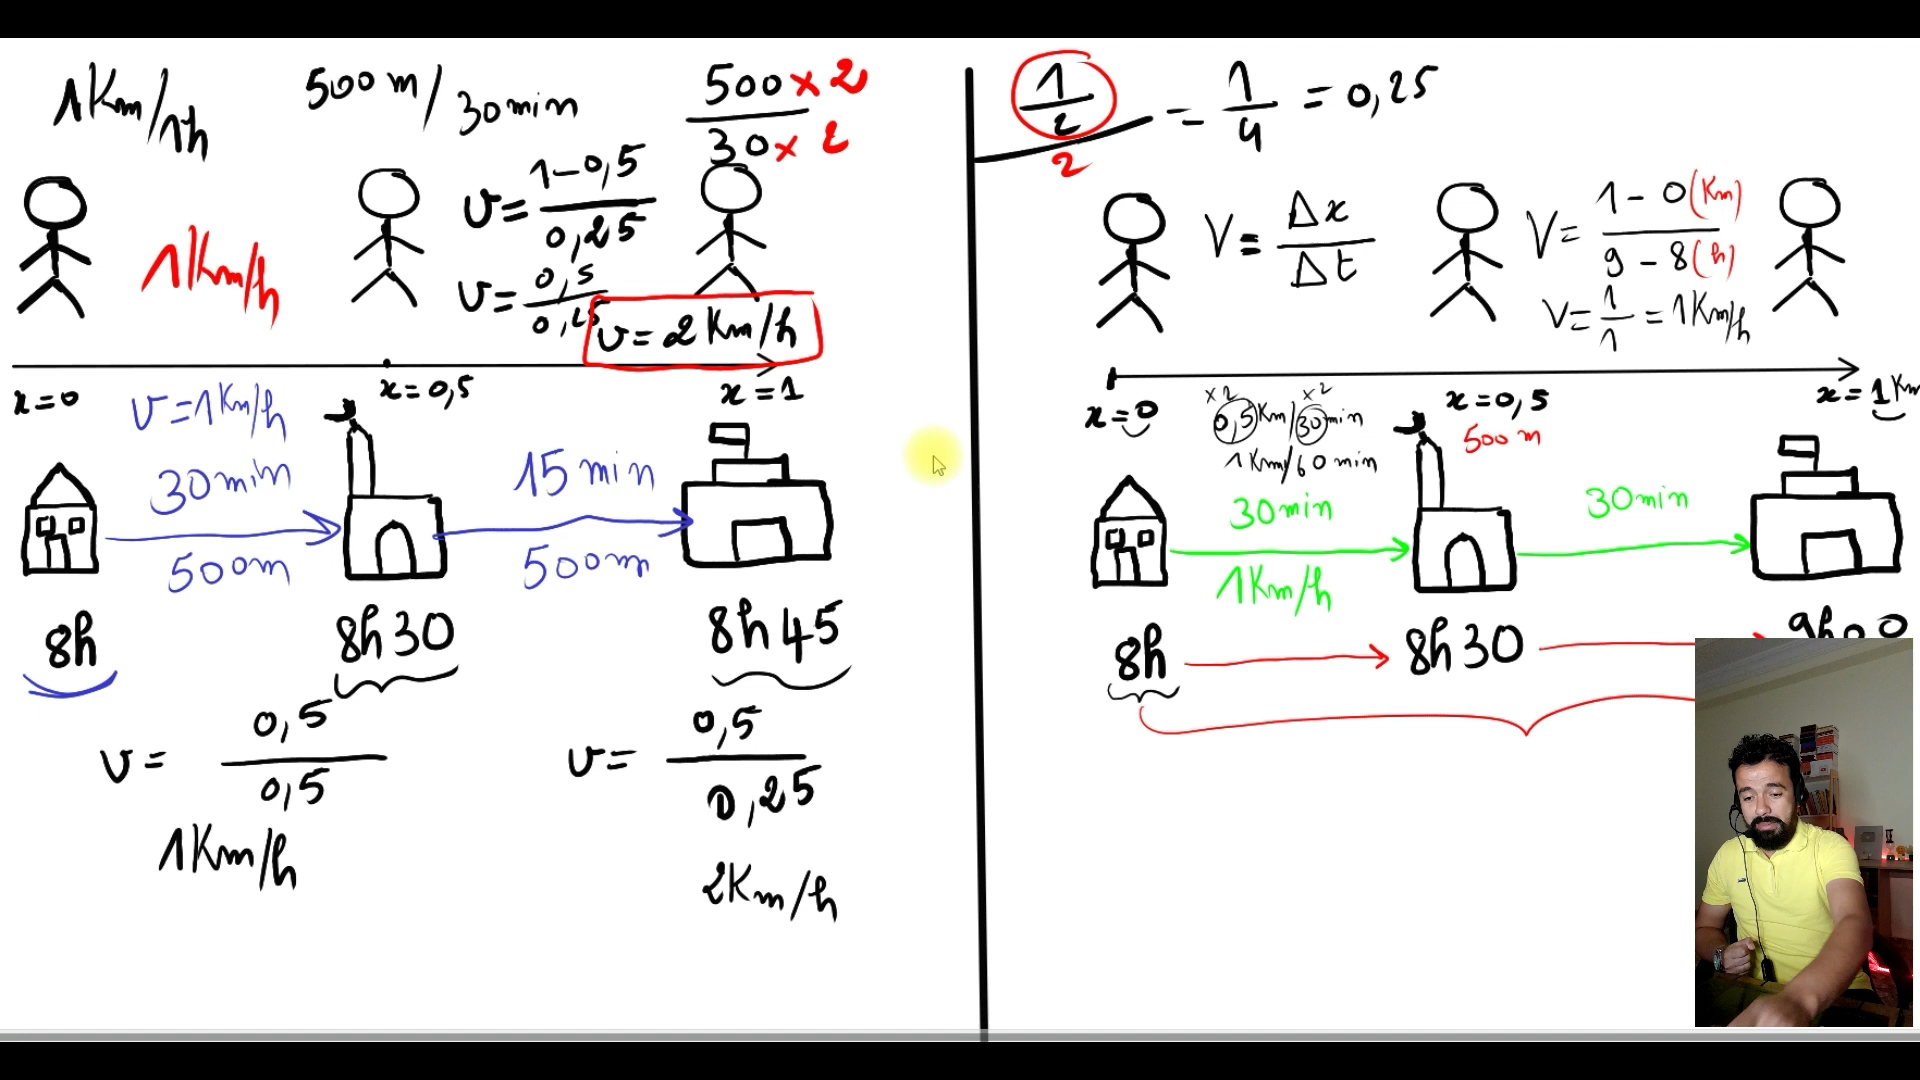 1Km/1h
500 m/30min
500 x 2
30 x 2
v = 1-0,5
0,25
1Km/h
v = 0,5
0,25
v = 2 Km/h
x=0
x=0,5
x=1
v=1Km/h
30min
500m
15 min
500m
8h
8h30
8h45
v = 0,5
0,5
1Km/h
v = 0,5
0,25
2Km/h
1
2
2
= 1
4
= 0,25
V = Δx
Δt
V = 1-0(Km)
9-8(h)
V = 1
1
= 1Km/h
x=0
x2
x2
0,5Km/30min
1Km/60min
x=0,5
500 m
x=1Km
30min
1Km/h
30min
8h
8h30
9h00